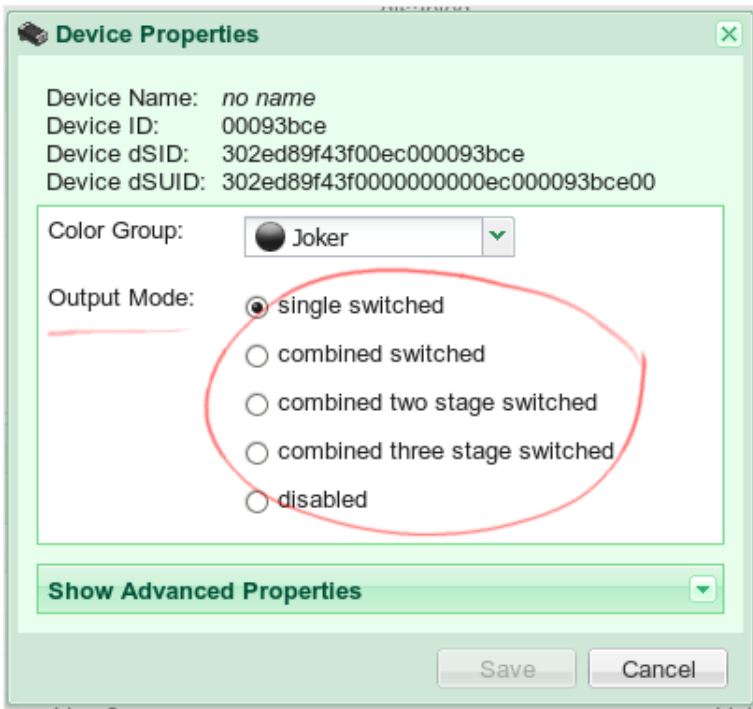 Device Properties
Device Name: no name
Device ID: 00093bce
Device dSID: 302ed89f43f00ec000093bce
Device dSUID: 302ed89f43f0000000000ec000093bce00
Color Group: Joker
Output Mode: single switched
combined switched
combined two stage switched
combined three stage switched
disabled
Show Advanced Properties
Save Cancel